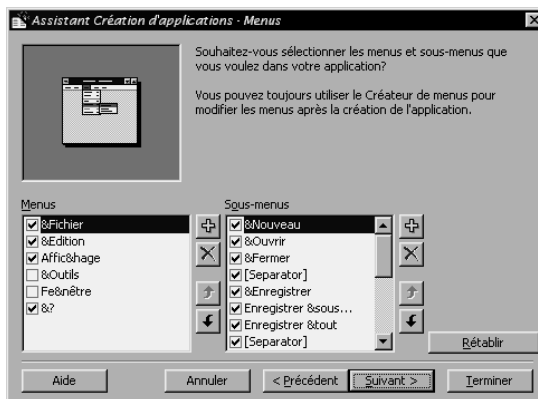 Assistant Création d'applications - Menus
Souhaitez-vous sélectionner les menus et sous-menus que
vous voulez dans votre application?
Vous pouvez toujours utiliser le Créateur de menus pour
modifier les menus après la création de l'application.
Menus
&Fichier
&Edition
Affic&hage
&Outils
Fe&nêtre
&?
Sous-menus
&Nouveau
&Ouvrir
&Fermer
[Separator]
&Enregistrer
Enregistrer &sous...
Enregistrer &tout
[Separator]
Rétablir
Aide
Annuler
< Précédent
Suivant >
Terminer